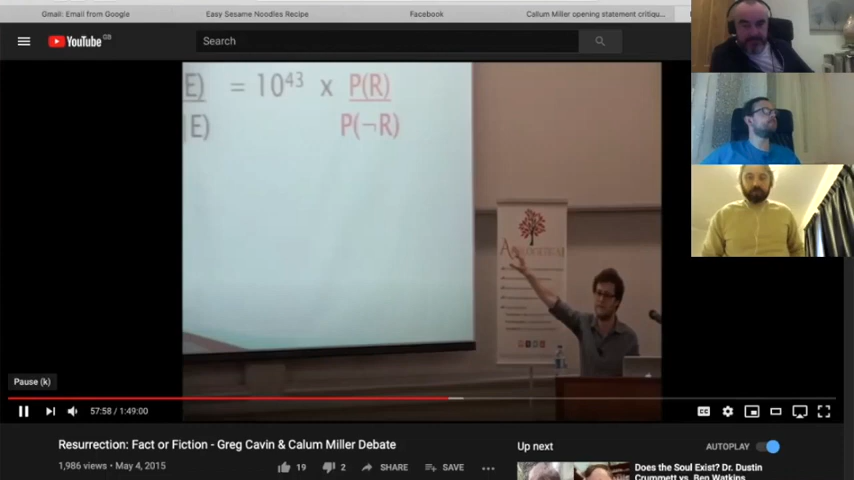 Gmail: Email from Google
Easy Sesame Noodles Recipe
Facebook
Callum Miller opening statement critiqu...
YouTube GB
Search
E) = 10⁴³ x P(R)
|E) P(¬R)
Pause (k)
57:58 / 1:49:00
CC
Resurrection: Fact or Fiction - Greg Cavin & Calum Miller Debate
1,986 views • May 4, 2015
19
2
SHARE
SAVE
Up next
AUTOPLAY
Does the Soul Exist? Dr. Dustin
Crummett vs. Ben Watkins